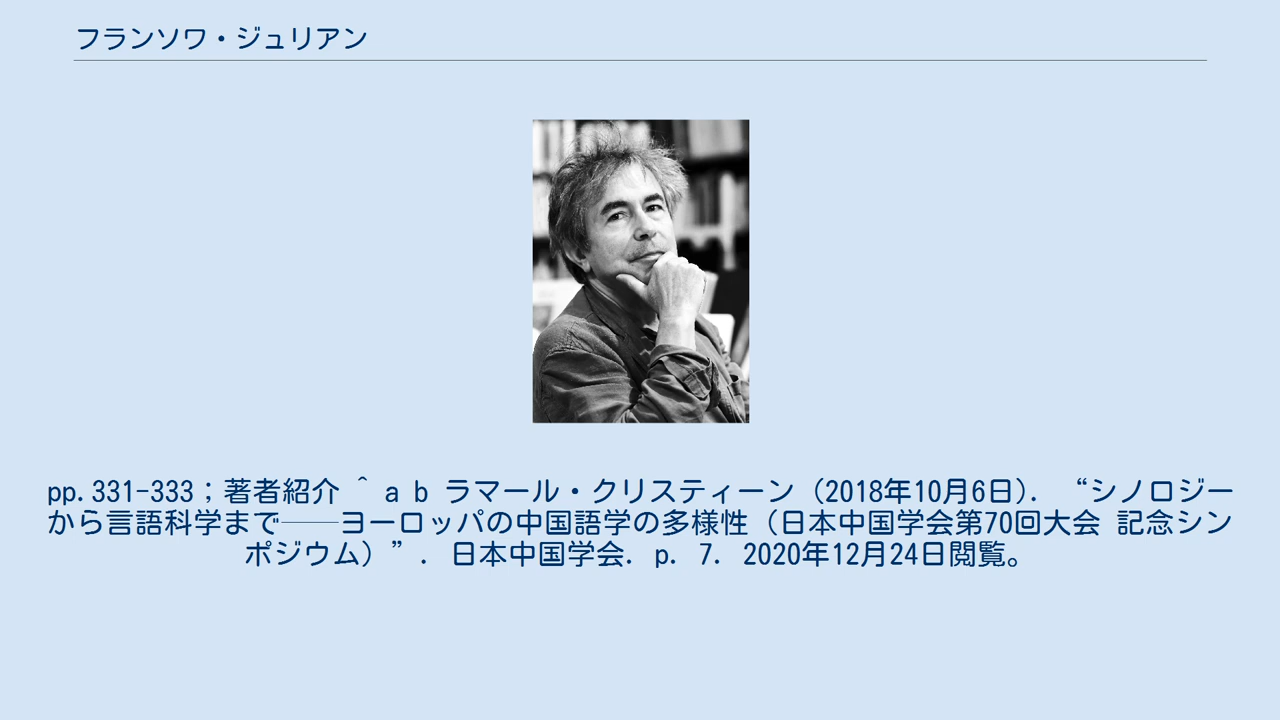 フランソワ・ジュリアン
pp.331-333；著者紹介 ^ a b ラマール・クリスティーン（2018年10月6日）． “シノロジー
から言語科学まで──ヨーロッパの中国語学の多様性（日本中国学会第70回大会 記念シン
ポジウム）”． 日本中国学会． p. 7. 2020年12月24日閲覧。